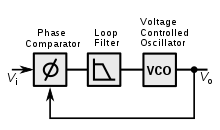 Phase
Comparator
Loop
Filter
Voltage
Controlled
Oscillator
Vi
ϕ
VCO
Vo